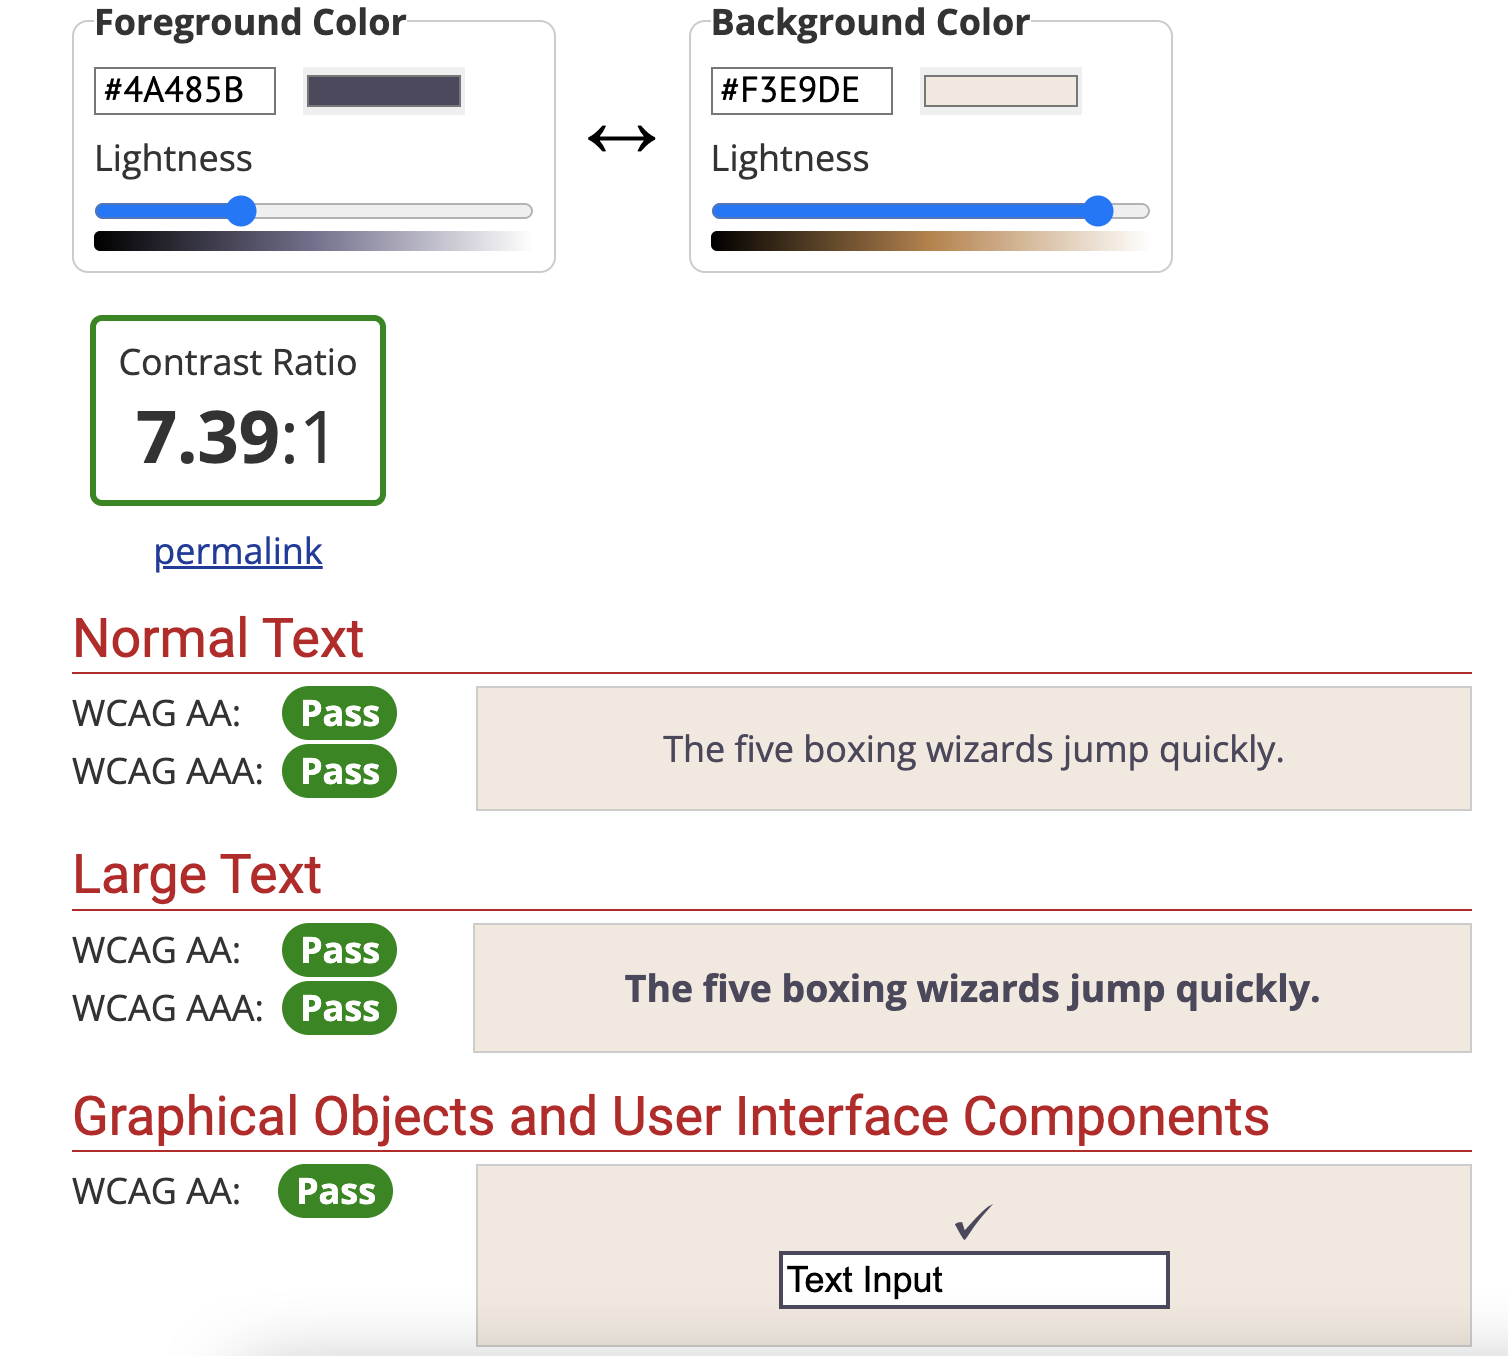 Foreground Color
Background Color
#4A485B
#F3E9DE
Lightness
Lightness
Contrast Ratio
7.39:1
permalink
Normal Text
WCAG AA: Pass
WCAG AAA: Pass
The five boxing wizards jump quickly.
Large Text
WCAG AA: Pass
WCAG AAA: Pass
The five boxing wizards jump quickly.
Graphical Objects and User Interface Components
WCAG AA: Pass
Text Input